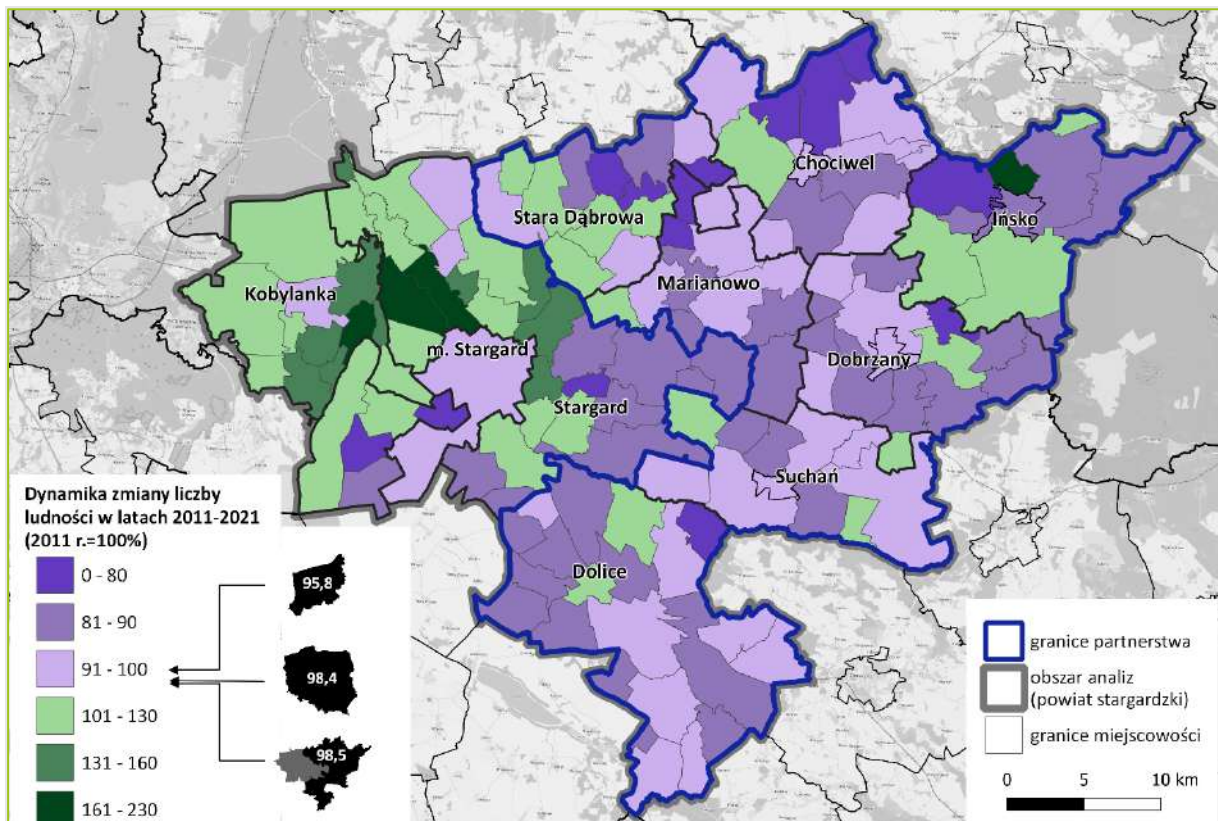 Chociwel
Ińsko
Stara Dąbrowa
Marianowo
Kobylanka
m. Stargard
Dobrzany
Stargard
Suchań
Dolice
Dynamika zmiany liczby
ludności w latach 2011-2021
(2011 r.=100%)
0 - 80
81 - 90
91 - 100
101 - 130
131 - 160
161 - 230
95,8
98,4
98,5
granice partnerstwa
obszar analiz
(powiat stargardzki)
granice miejscowości
0 5 10 km